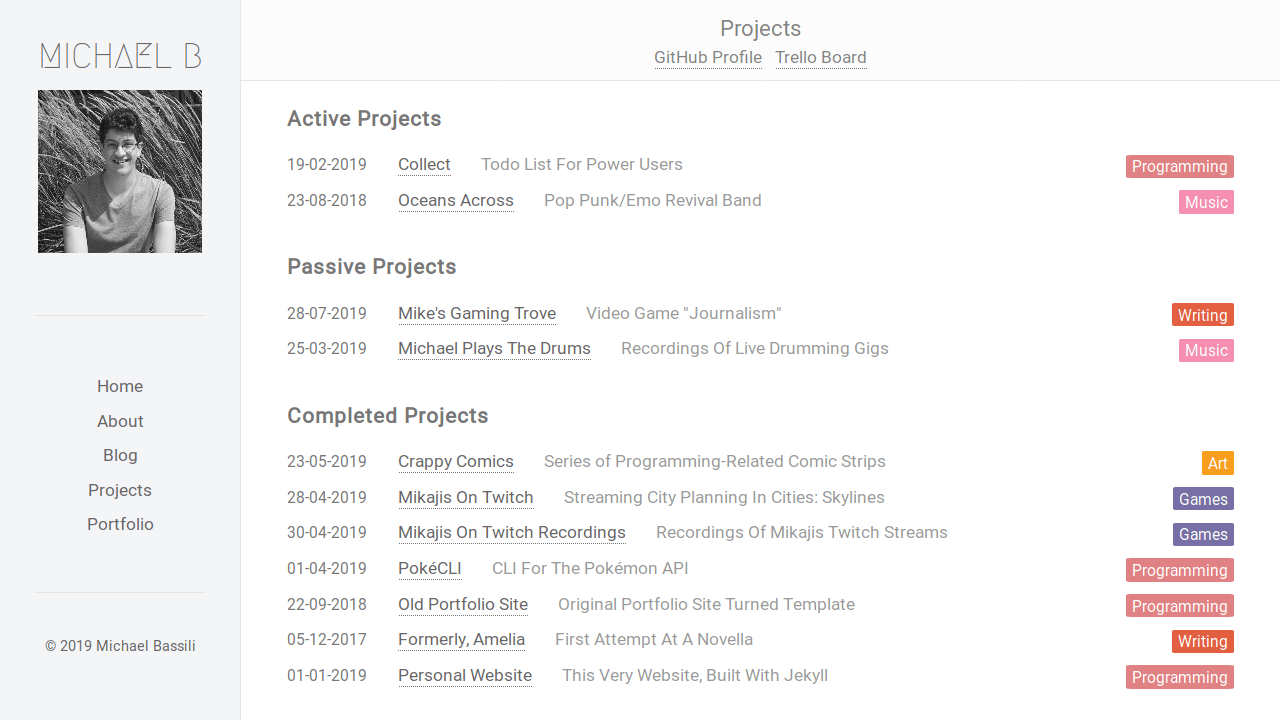 MICHAEL B
Home
About
Blog
Projects
Portfolio
© 2019 Michael Bassili
Projects
GitHub Profile Trello Board
Active Projects
19-02-2019 Collect Todo List For Power Users Programming
23-08-2018 Oceans Across Pop Punk/Emo Revival Band Music
Passive Projects
28-07-2019 Mike's Gaming Trove Video Game "Journalism" Writing
25-03-2019 Michael Plays The Drums Recordings Of Live Drumming Gigs Music
Completed Projects
23-05-2019 Crappy Comics Series of Programming-Related Comic Strips Art
28-04-2019 Mikajis On Twitch Streaming City Planning In Cities: Skylines Games
30-04-2019 Mikajis On Twitch Recordings Recordings Of Mikajis Twitch Streams Games
01-04-2019 PokéCLI CLI For The Pokémon API Programming
22-09-2018 Old Portfolio Site Original Portfolio Site Turned Template Programming
05-12-2017 Formerly, Amelia First Attempt At A Novella Writing
01-01-2019 Personal Website This Very Website, Built With Jekyll Programming